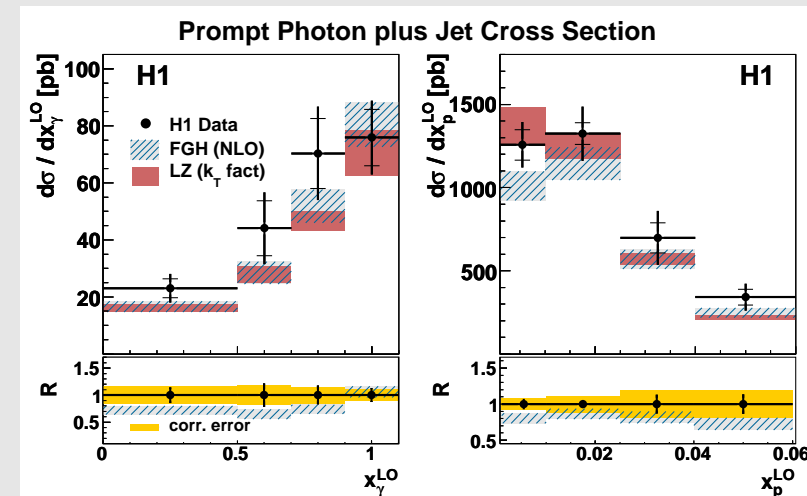 Prompt Photon plus Jet Cross Section
dσ / dx_γ^LO [pb]
100
80
60
40
20
H1
H1 Data
FGH (NLO)
LZ (k_T fact)
R
1.5
1
0.5
corr. error
0
0.5
1
x_γ^LO
dσ / dx_p^LO [pb]
1500
1000
500
H1
R
1.5
1
0.5
0.02
0.04
0.06
x_p^LO